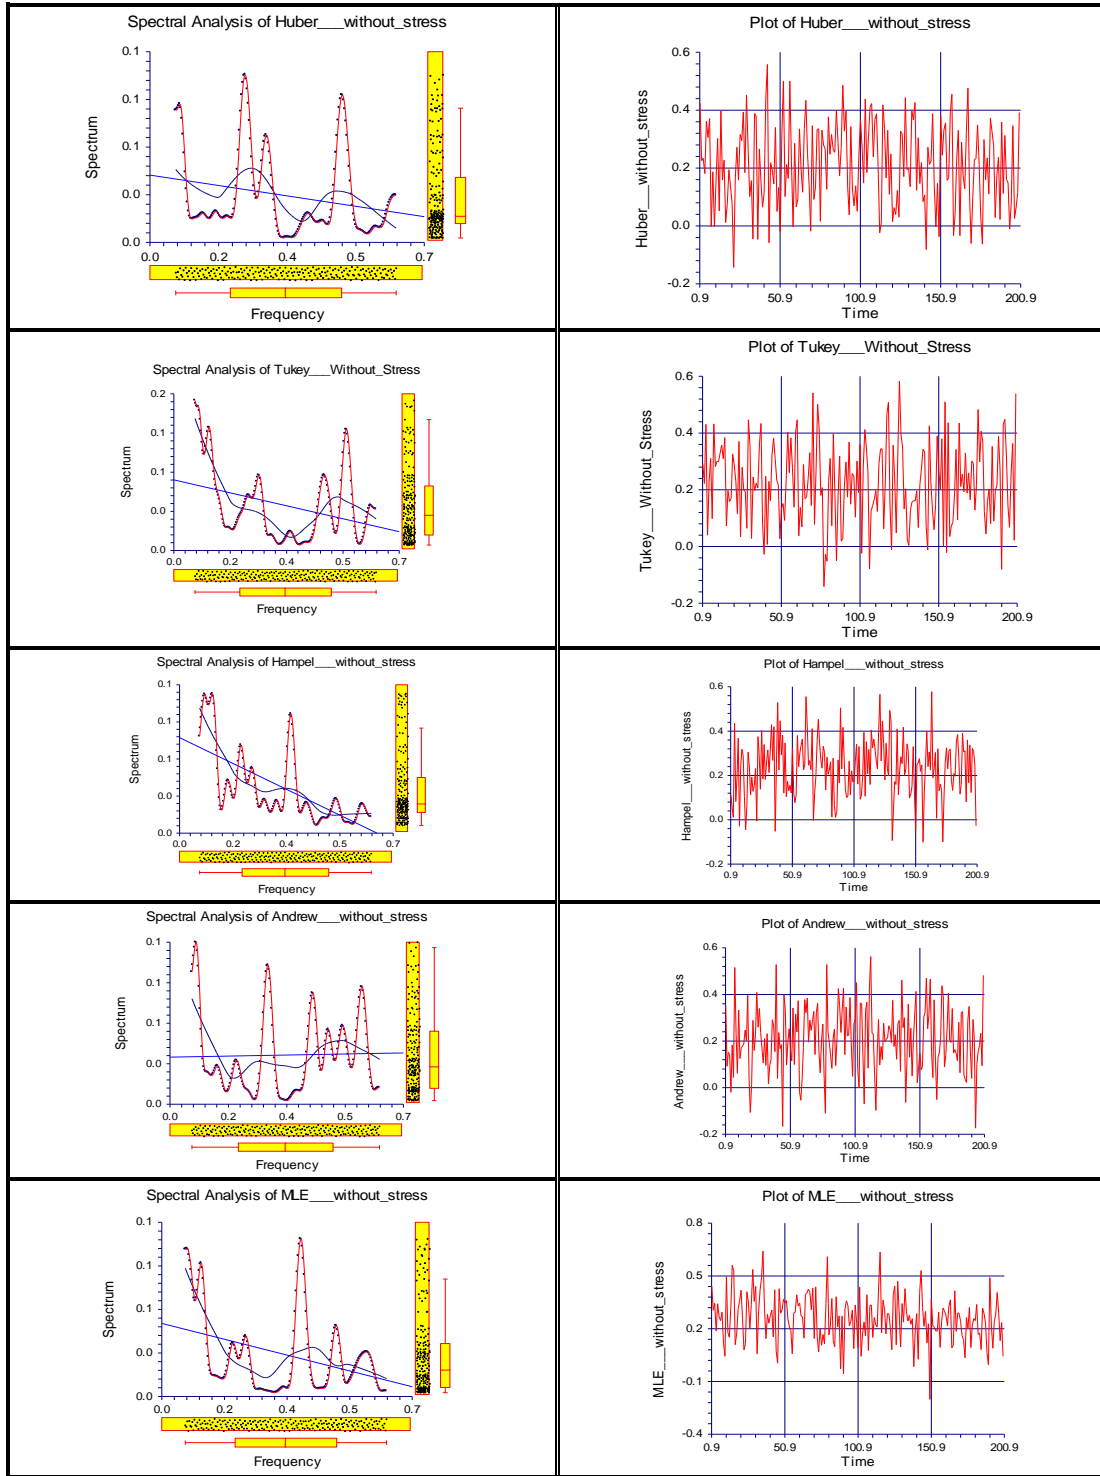 Spectral Analysis of Huber___without_stress
0.1
0.1
0.1
0.0
0.0
Spectrum
0.0 0.2 0.4 0.5 0.7
Frequency
Plot of Huber___without_stress
0.6
0.4
0.2
0.0
-0.2
Huber___without_stress
0.9 50.9 100.9 150.9 200.9
Time
Spectral Analysis of Tukey___Without_Stress
0.2
0.1
0.1
0.0
0.0
Spectrum
0.0 0.2 0.4 0.5 0.7
Frequency
Plot of Tukey___Without_Stress
0.6
0.4
0.2
0.0
-0.2
Tukey___Without_Stress
0.9 50.9 100.9 150.9 200.9
Time
Spectral Analysis of Hampel___without_stress
0.1
0.1
0.1
0.0
0.0
Spectrum
0.0 0.2 0.4 0.5 0.7
Frequency
Plot of Hampel___without_stress
0.6
0.4
0.2
0.0
-0.2
Hampel___without_stress
0.9 50.9 100.9 150.9 200.9
Time
Spectral Analysis of Andrew___without_stress
0.1
0.1
0.1
0.0
0.0
Spectrum
0.0 0.2 0.4 0.5 0.7
Frequency
Plot of Andrew___without_stress
0.6
0.4
0.2
0.0
-0.2
Andrew___without_stress
0.9 50.9 100.9 150.9 200.9
Time
Spectral Analysis of MLE___without_stress
0.1
0.1
0.1
0.0
0.0
Spectrum
0.0 0.2 0.4 0.5 0.7
Frequency
Plot of MLE___without_stress
0.8
0.5
0.2
-0.1
-0.4
MLE___without_stress
0.9 50.9 100.9 150.9 200.9
Time